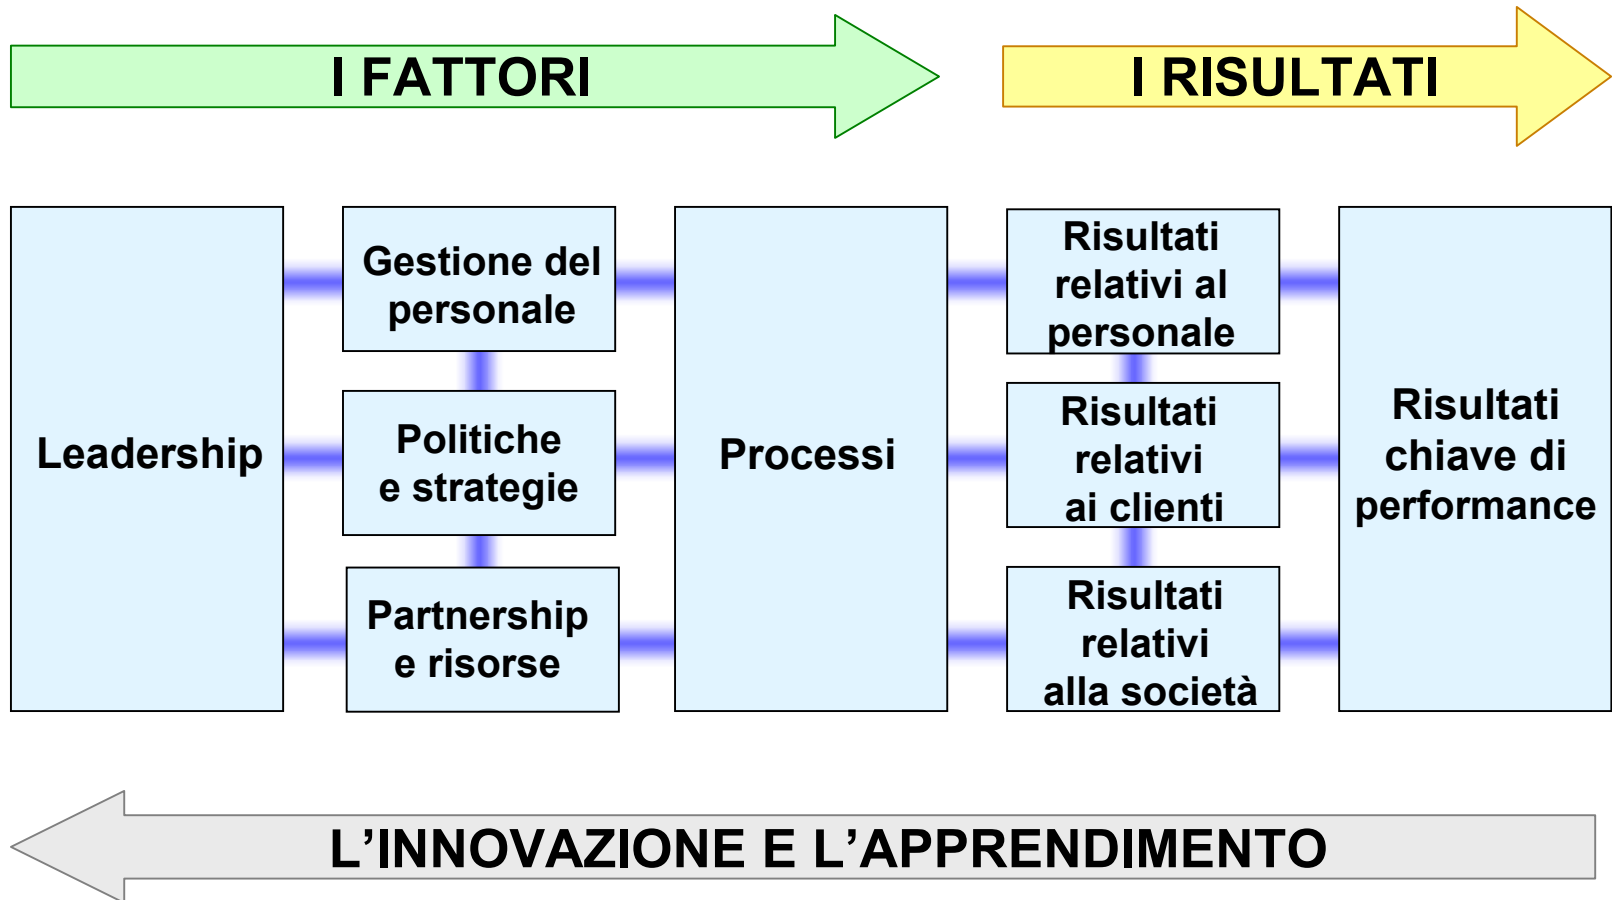 I FATTORI
I RISULTATI
Leadership
Gestione del
personale
Politiche
e strategie
Partnership
e risorse
Processi
Risultati
relativi al
personale
Risultati
relativi
ai clienti
Risultati
relativi
alla società
Risultati
chiave di
performance
L’INNOVAZIONE E L’APPRENDIMENTO